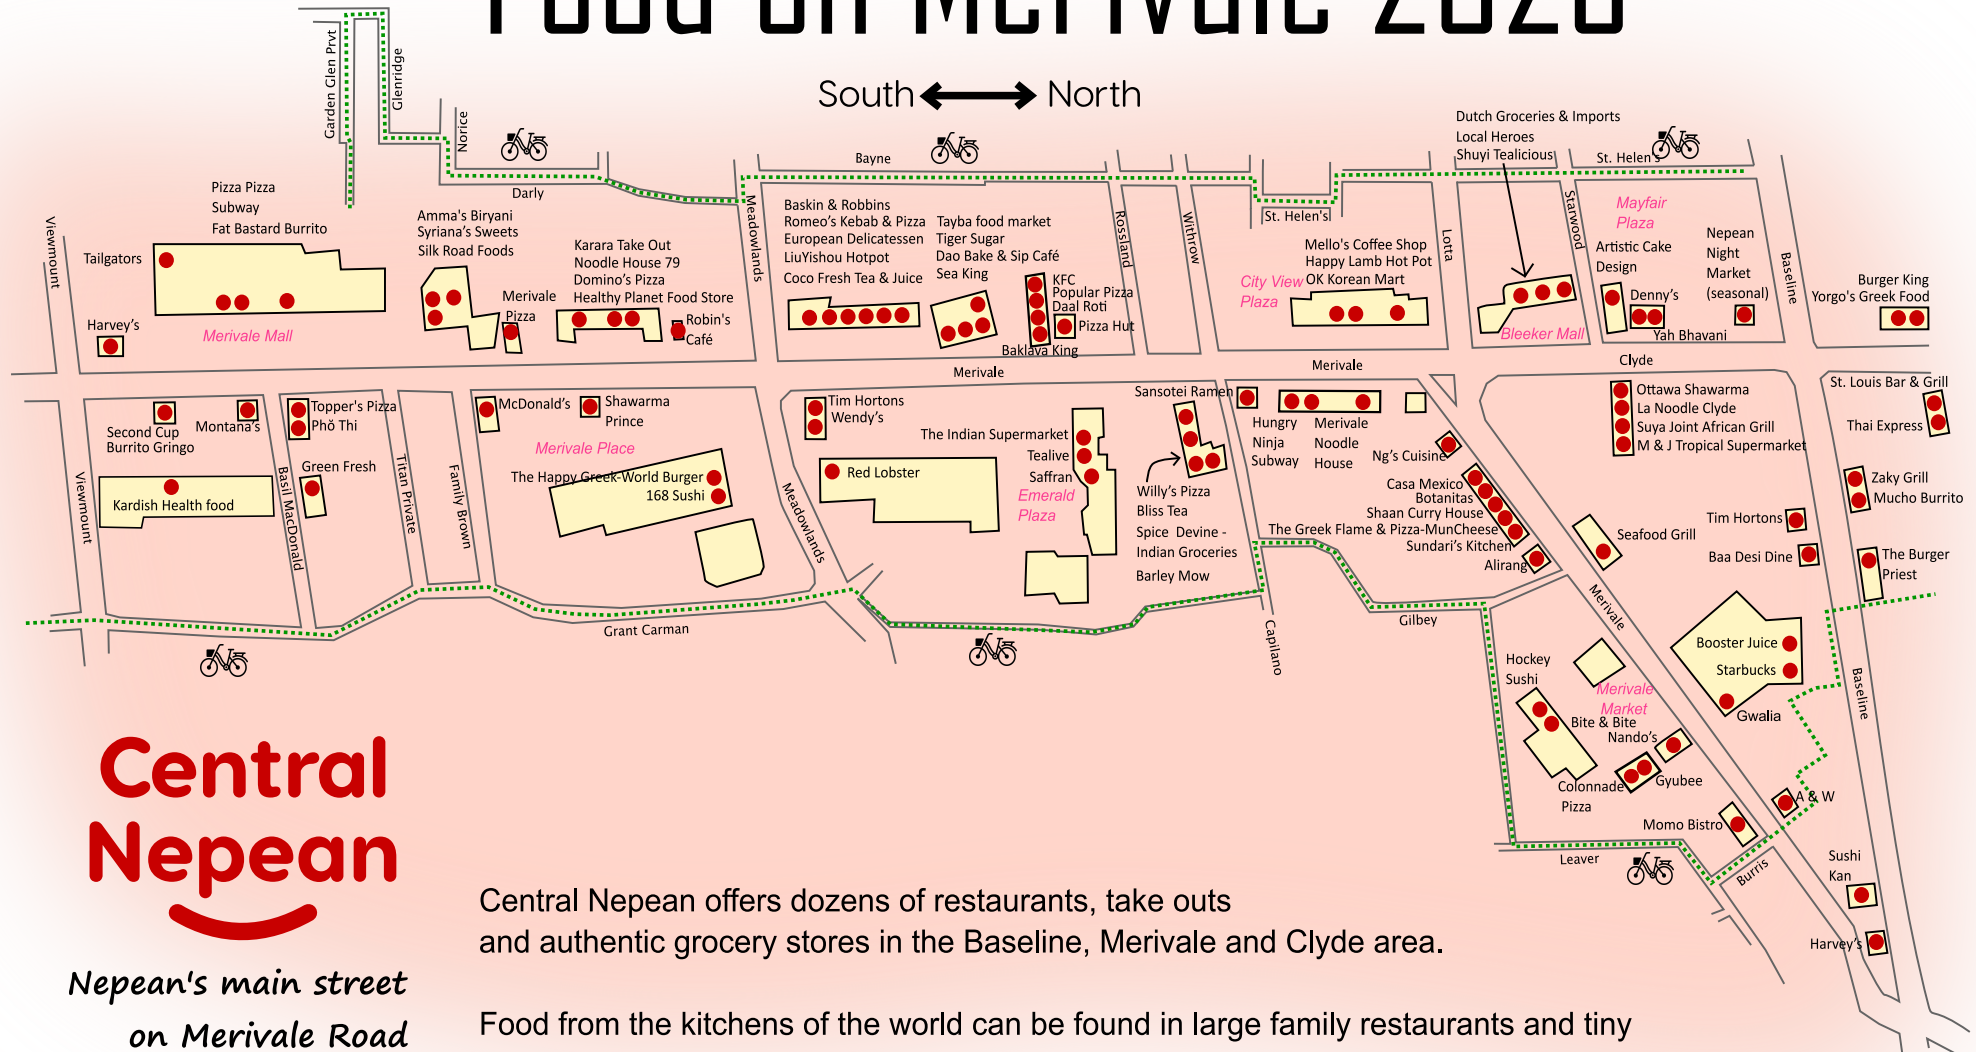 Food on Merivale 2026
South North
Garden Glen Prvt
Glenridge
Norice
Darly
Bayne
St. Helen's
St. Helen's
Viewmount
Meadowlands
Rossland
Withrow
Lotta
Starwood
Baseline
Dutch Groceries & Imports
Local Heroes
Shuyi Tealicious
Pizza Pizza
Subway
Fat Bastard Burrito
Tailgators
Harvey's
Merivale Mall
Amma's Biryani
Syriana's Sweets
Silk Road Foods
Merivale
Pizza
Karara Take Out
Noodle House 79
Domino's Pizza
Healthy Planet Food Store
Robin's
Café
Baskin & Robbins
Romeo's Kebab & Pizza
European Delicatessen
LiuYishou Hotpot
Coco Fresh Tea & Juice
Tayba food market
Tiger Sugar
Dao Bake & Sip Café
Sea King
KFC
Popular Pizza
Daal Roti
Pizza Hut
Baklava King
City View
Plaza
Mello's Coffee Shop
Happy Lamb Hot Pot
OK Korean Mart
Bleeker Mall
Mayfair
Plaza
Artistic Cake
Design
Denny's
Yah Bhavani
Nepean
Night
Market
(seasonal)
Burger King
Yorgo's Greek Food
Merivale
Merivale
Clyde
Second Cup
Burrito Gringo
Montana's
Topper's Pizza
Phở Thi
Green Fresh
Kardish Health food
Viewmount
Basil MacDonald
Titan Private
Family Brown
McDonald's
Shawarma
Prince
Merivale Place
The Happy Greek-World Burger
168 Sushi
Meadowlands
Grant Carman
Tim Hortons
Wendy's
Red Lobster
The Indian Supermarket
Tealive
Saffran
Emerald
Plaza
Sansotei Ramen
Willy's Pizza
Bliss Tea
Spice Devine -
Indian Groceries
Barley Mow
Hungry
Ninja
Subway
Merivale
Noodle
House
Ng's Cuisine
Casa Mexico
Botanitas
Shaan Curry House
The Greek Flame & Pizza-MunCheese
Sundari's Kitchen
Alirang
Capilano
Gilbey
Ottawa Shawarma
La Noodle Clyde
Suya Joint African Grill
M & J Tropical Supermarket
St. Louis Bar & Grill
Thai Express
Zaky Grill
Mucho Burrito
Tim Hortons
Baa Desi Dine
The Burger
Priest
Seafood Grill
Merivale
Booster Juice
Starbucks
Gwalia
Baseline
Hockey
Sushi
Merivale
Market
Bite & Bite
Nando's
Gyubee
Colonnade
Pizza
A & W
Momo Bistro
Leaver
Burris
Sushi
Kan
Harvey's
Central
Nepean
Nepean's main street
on Merivale Road
Central Nepean offers dozens of restaurants, take outs
and authentic grocery stores in the Baseline, Merivale and Clyde area.
Food from the kitchens of the world can be found in large family restaurants and tiny